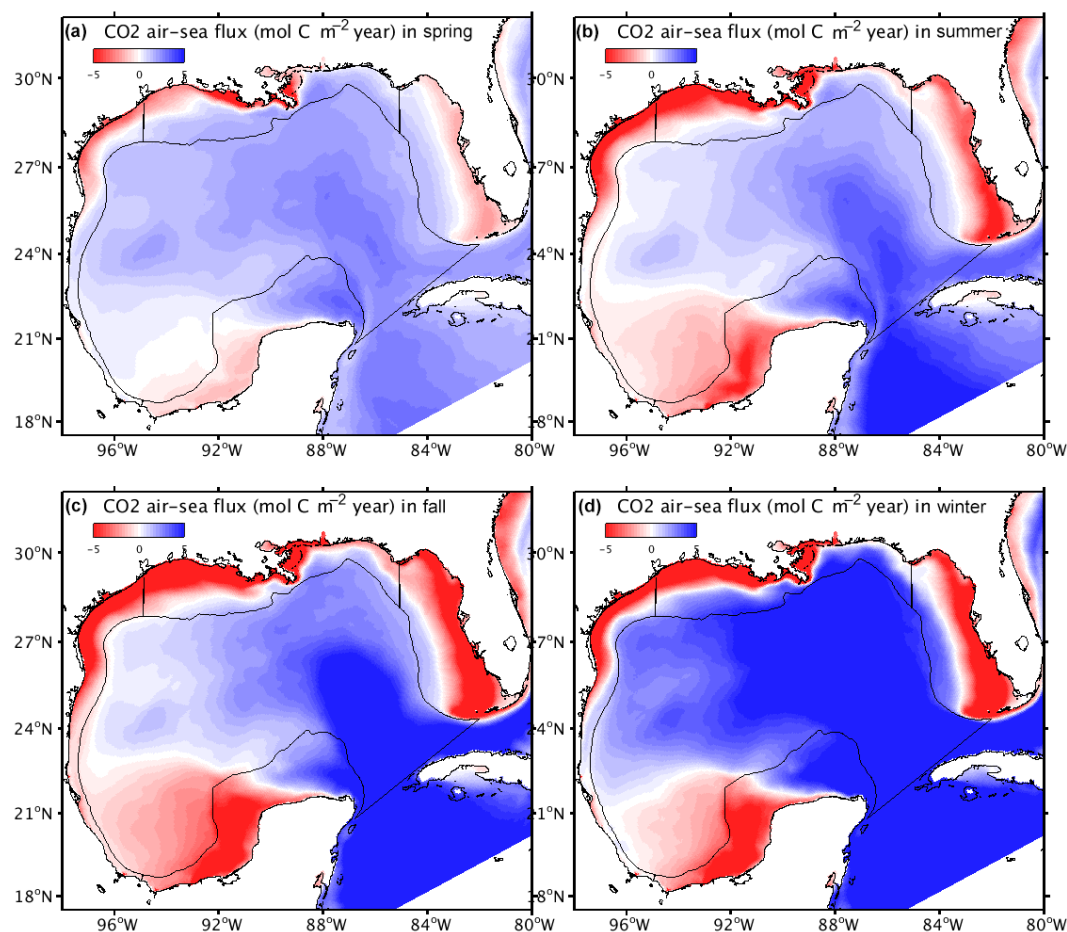 (a) CO2 air-sea flux (mol C m⁻² year) in spring
-5 0 5
30°N
27°N
24°N
21°N
18°N
96°W 92°W 88°W 84°W 80°W
(b) CO2 air-sea flux (mol C m⁻² year) in summer
-5 0 5
30°N
27°N
24°N
21°N
18°N
96°W 92°W 88°W 84°W 80°W
(c) CO2 air-sea flux (mol C m⁻² year) in fall
-5 0 5
30°N
27°N
24°N
21°N
18°N
96°W 92°W 88°W 84°W 80°W
(d) CO2 air-sea flux (mol C m⁻² year) in winter
-5 0 5
30°N
27°N
24°N
21°N
18°N
96°W 92°W 88°W 84°W 80°W